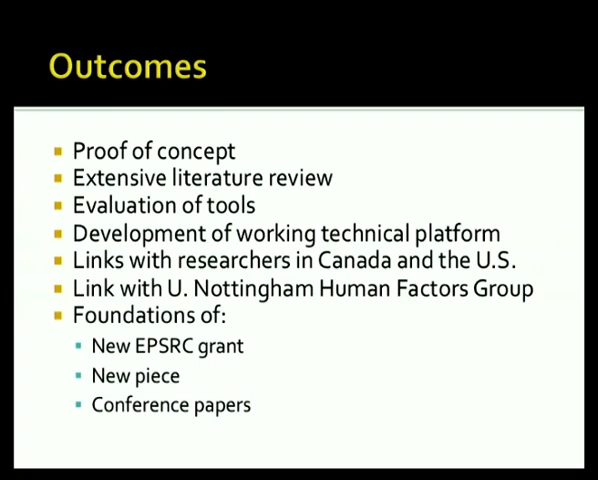 Outcomes
Proof of concept
Extensive literature review
Evaluation of tools
Development of working technical platform
Links with researchers in Canada and the U.S.
Link with U. Nottingham Human Factors Group
Foundations of:
New EPSRC grant
New piece
Conference papers